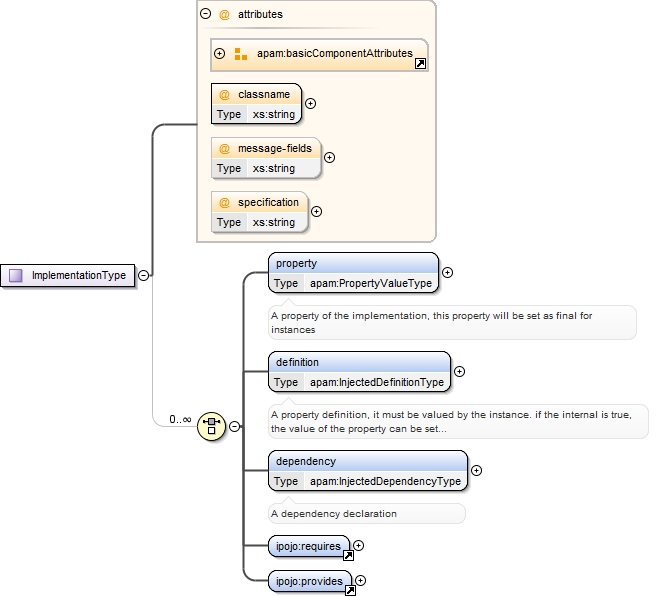 @ attributes
apam:basicComponentAttributes
@ classname
Type xs:string
@ message-fields
Type xs:string
@ specification
Type xs:string
ImplementationType
property
Type apam:PropertyValueType
A property of the implementation, this property will be set as final for
instances
definition
Type apam:InjectedDefinitionType
A property definition, it must be valued by the instance. if the internal is true,
the value of the property can be set...
0..∞
dependency
Type apam:InjectedDependencyType
A dependency declaration
ipojo:requires
ipojo:provides